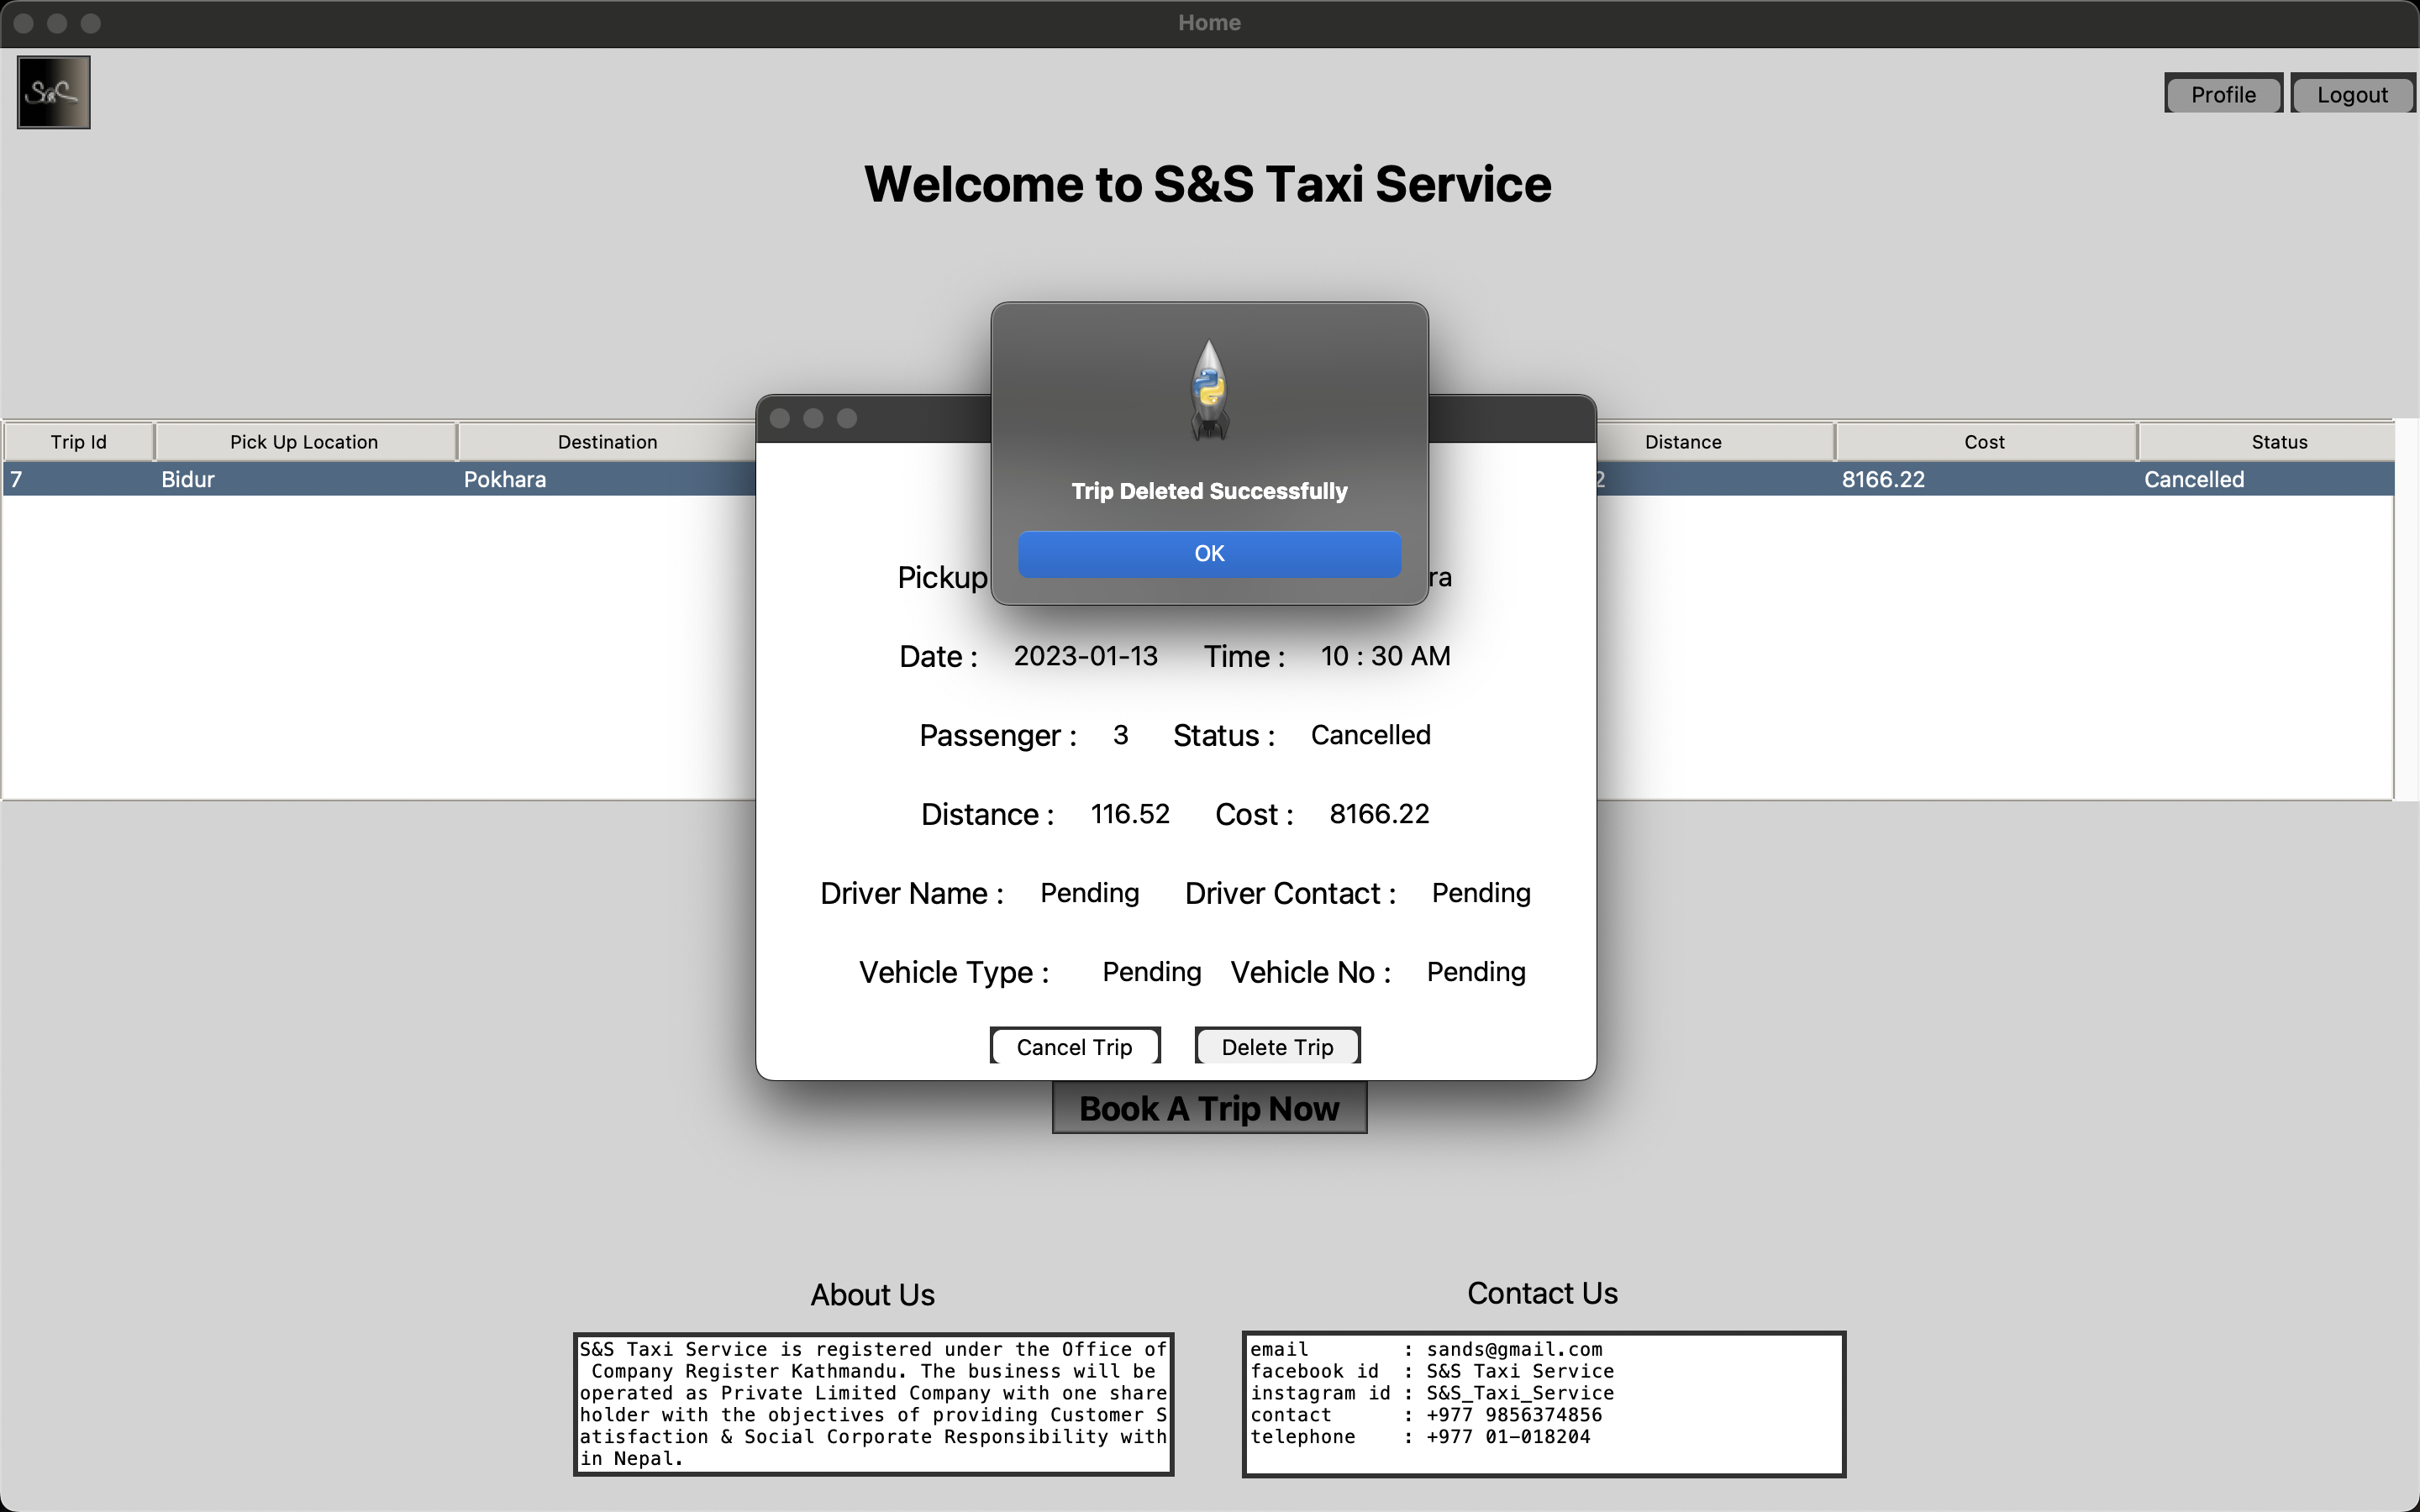 Home
S&S
Profile Logout
Welcome to S&S Taxi Service
Trip Id Pick Up Location Destination Distance Cost Status
7 Bidur Pokhara 2 8166.22 Cancelled
Trip Deleted Successfully
OK
Pickup ra
Date : 2023-01-13 Time : 10 : 30 AM
Passenger : 3 Status : Cancelled
Distance : 116.52 Cost : 8166.22
Driver Name : Pending Driver Contact : Pending
Vehicle Type : Pending Vehicle No : Pending
Cancel Trip Delete Trip
Book A Trip Now
About Us
S&S Taxi Service is registered under the Office of
Company Register Kathmandu. The business will be
operated as Private Limited Company with one share
holder with the objectives of providing Customer S
atisfaction & Social Corporate Responsibility with
in Nepal.
Contact Us
email : sands@gmail.com
facebook id : S&S Taxi Service
instagram id : S&S_Taxi_Service
contact : +977 9856374856
telephone : +977 01-018204